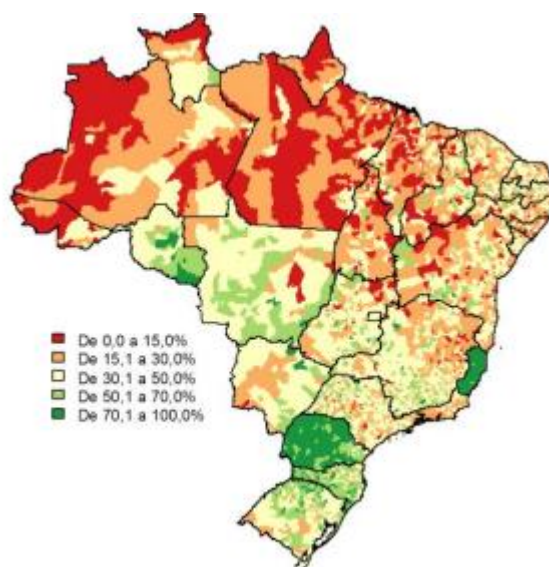 De 0,0 a 15,0%
De 15,1 a 30,0%
De 30,1 a 50,0%
De 50,1 a 70,0%
De 70,1 a 100,0%